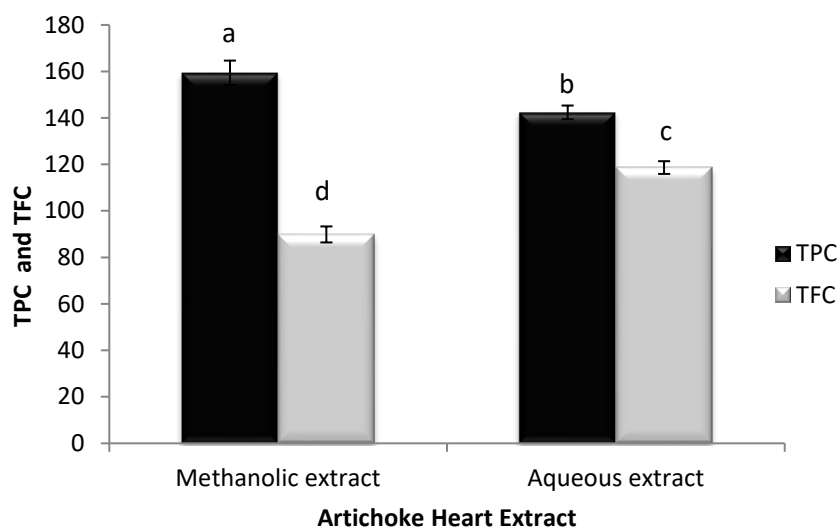 180
160
140
120
100
80
60
40
20
0
TPC and TFC
a
d
b
c
TPC
TFC
Methanolic extract
Aqueous extract
Artichoke Heart Extract